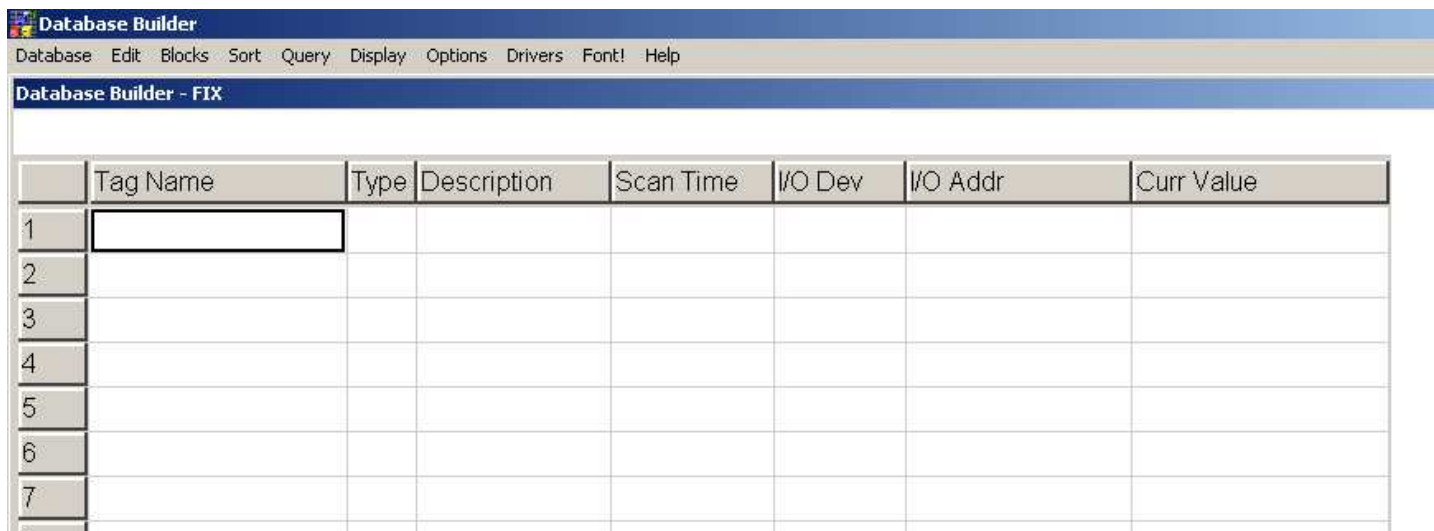 Database Builder
Database Edit Blocks Sort Query Display Options Drivers Font! Help
Database Builder - FIX
Tag Name Type Description Scan Time I/O Dev I/O Addr Curr Value
1
2
3
4
5
6
7